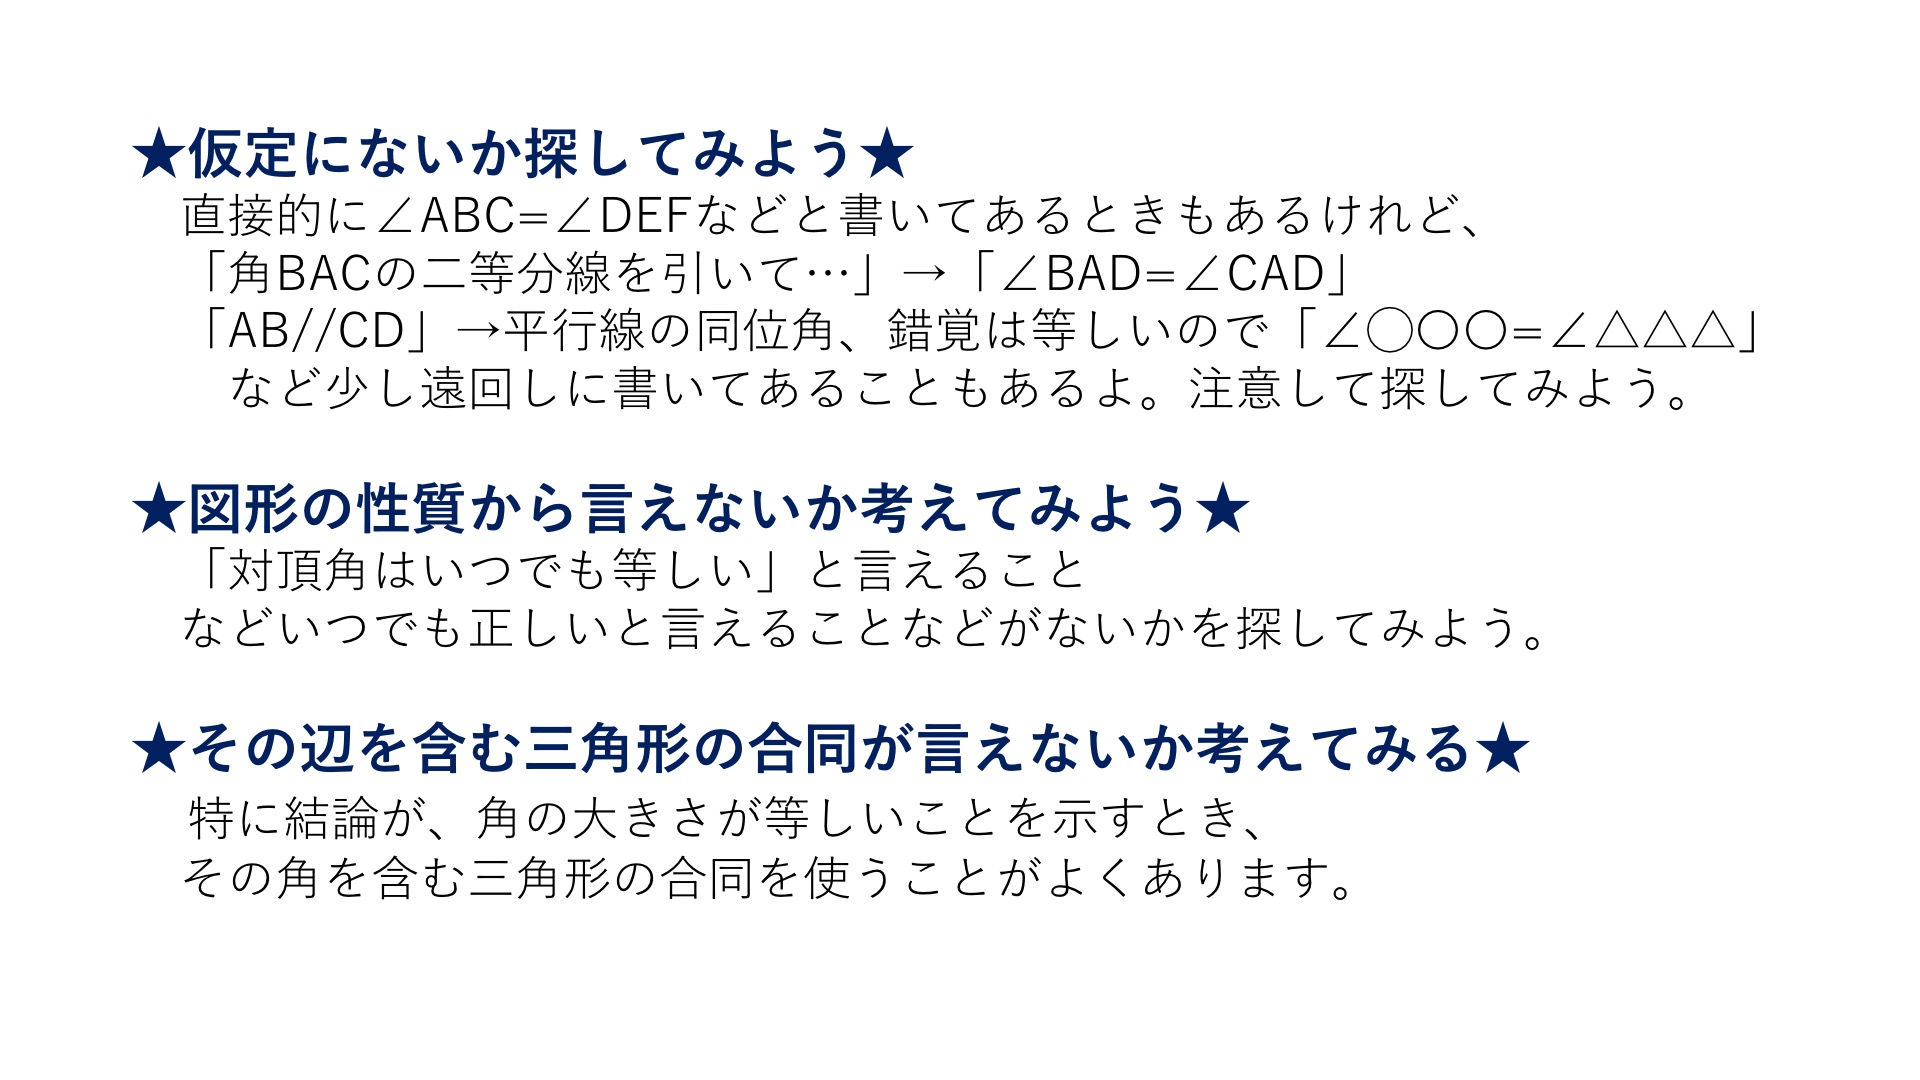 ★仮定にないか探してみよう★
直接的に∠ABC=∠DEFなどと書いてあるときもあるけれど、
「角BACの二等分線を引いて…」→「∠BAD=∠CAD」
「AB//CD」→平行線の同位角、錯覚は等しいので「∠◯〇〇=∠△△△」
など少し遠回しに書いてあることもあるよ。注意して探してみよう。
★図形の性質から言えないか考えてみよう★
「対頂角はいつでも等しい」と言えること
などいつでも正しいと言えることなどがないかを探してみよう。
★その辺を含む三角形の合同が言えないか考えてみる★
特に結論が、角の大きさが等しいことを示すとき、
その角を含む三角形の合同を使うことがよくあります。